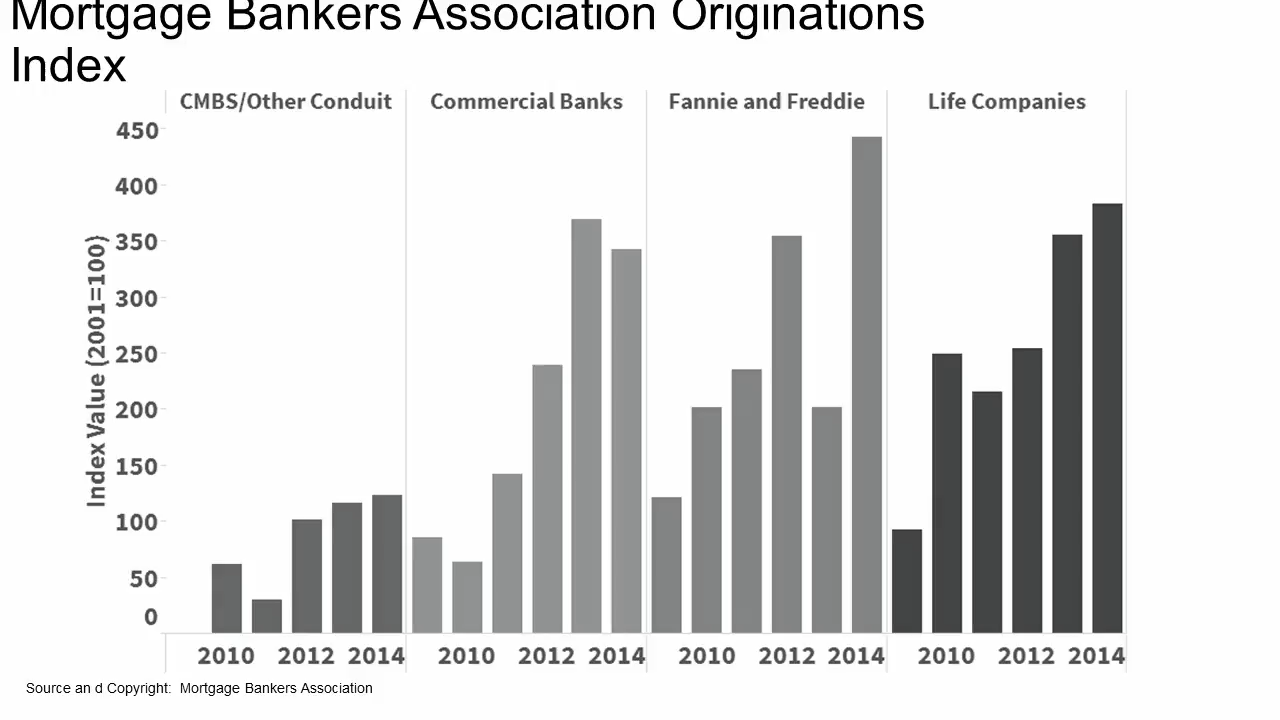 Mortgage Bankers Association Originations
Index
CMBS/Other Conduit Commercial Banks Fannie and Freddie Life Companies
Index Value (2001=100)
450
400
350
300
250
200
150
100
50
0
2010 2012 2014 2010 2012 2014 2010 2012 2014 2010 2012 2014
Source an d Copyright: Mortgage Bankers Association